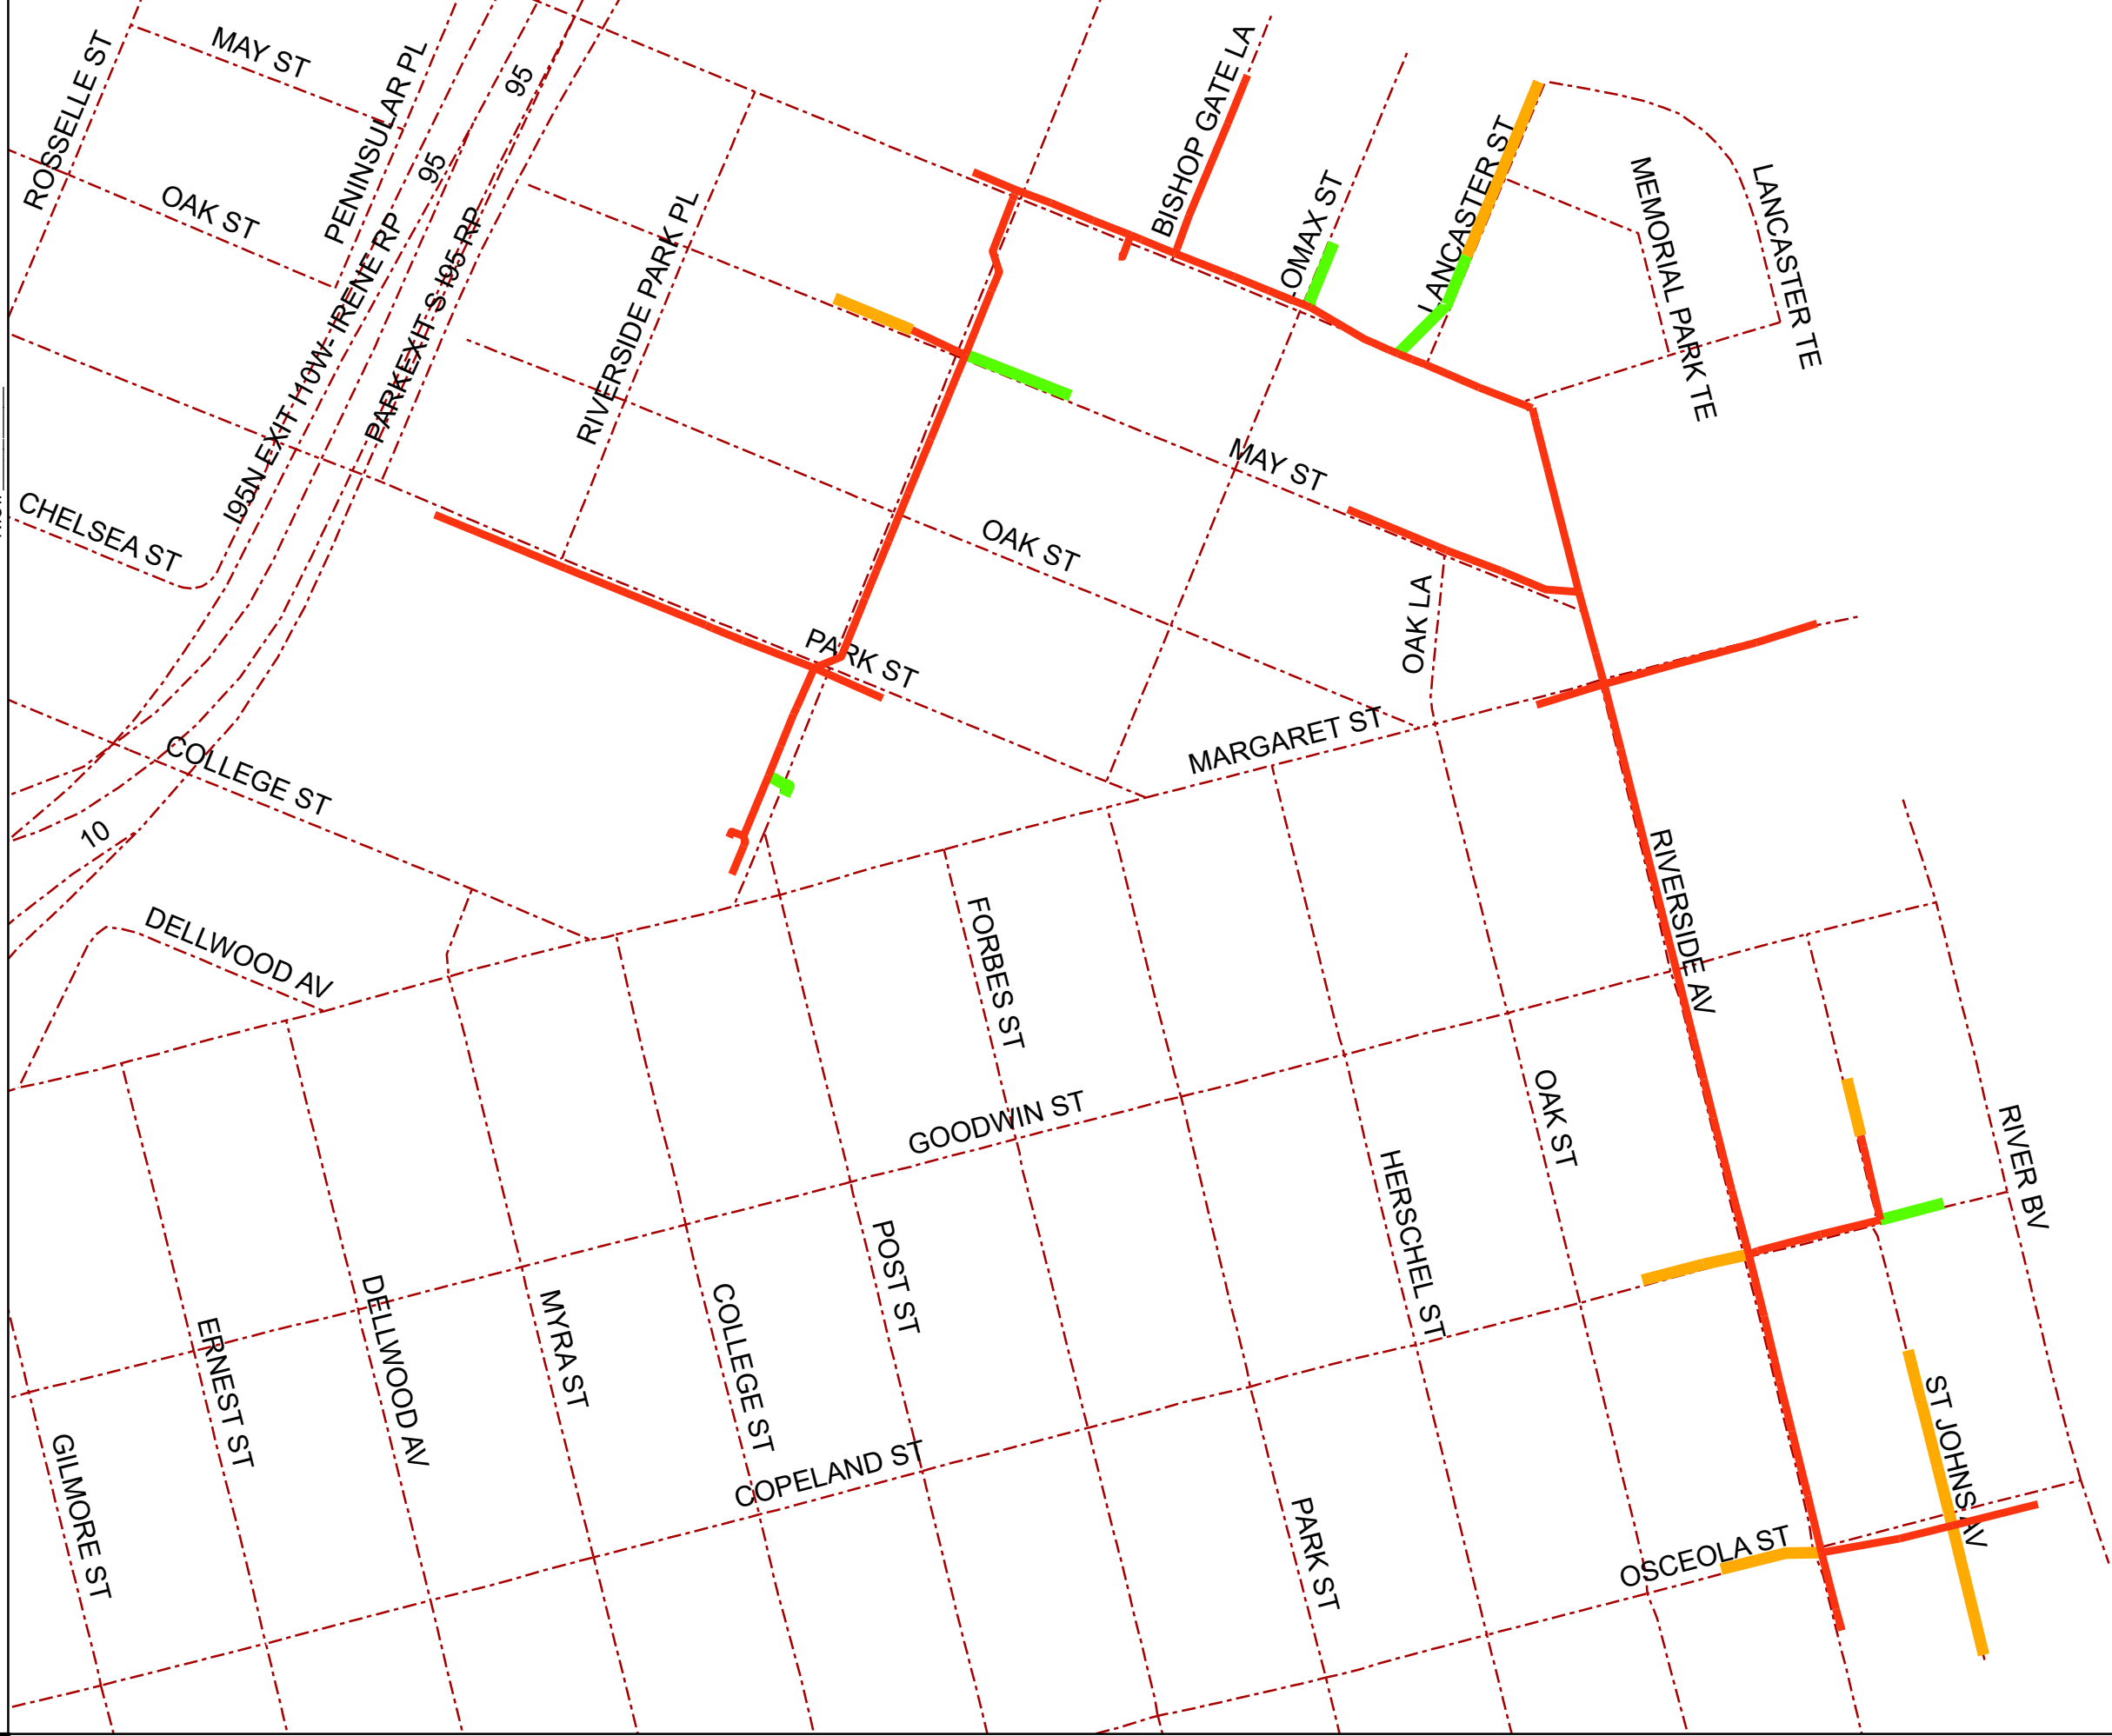 MAY ST
ROSSELLE ST
PENINSULAR PL
95
95
BISHOP GATE LA
OAK ST
LOMAX ST
LANCASTER ST
MEMORIAL PARK TE
LANCASTER TE
I95N EXIT I10W- IRENE RP
PARKEXIT S I95 RP
RIVERSIDE PARK PL
MAY ST
CHELSEA ST
OAK ST
OAK LA
PARK ST
MARGARET ST
COLLEGE ST
10
RIVERSIDE AV
DELLWOOD AV
FORBES ST
GOODWIN ST
OAK ST
RIVER BV
HERSCHEL ST
POST ST
DELLWOOD AV
MYRA ST
COLLEGE ST
ERNEST ST
ST JOHNS AV
GILMORE ST
COPELAND ST
PARK ST
OSCEOLA ST